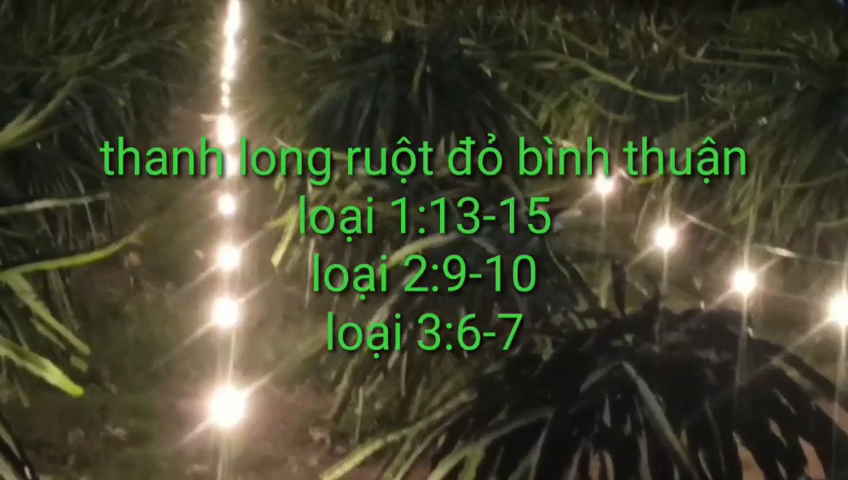 thanh long ruột đỏ bình thuận
loại 1:13-15
loại 2:9-10
loại 3:6-7